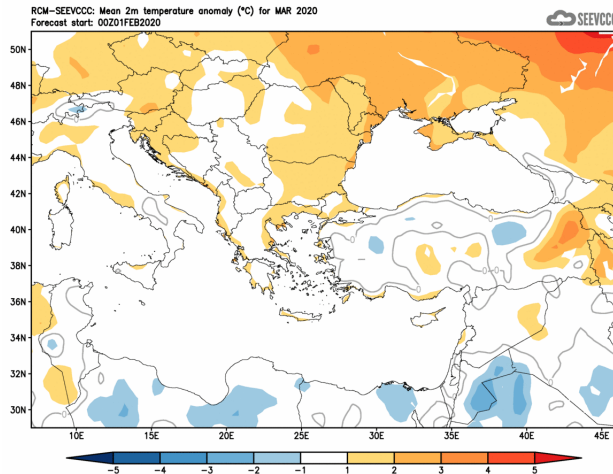 RCM-SEEVCCC: Mean 2m temperature anomaly (°C) for MAR 2020
Forecast start: 00Z01FEB2020
SEEVCCC
50N
48N
46N
44N
42N
40N
38N
36N
34N
32N
30N
10E 15E 20E 25E 30E 35E 40E 45E
-5 -4 -3 -2 -1 1 2 3 4 5